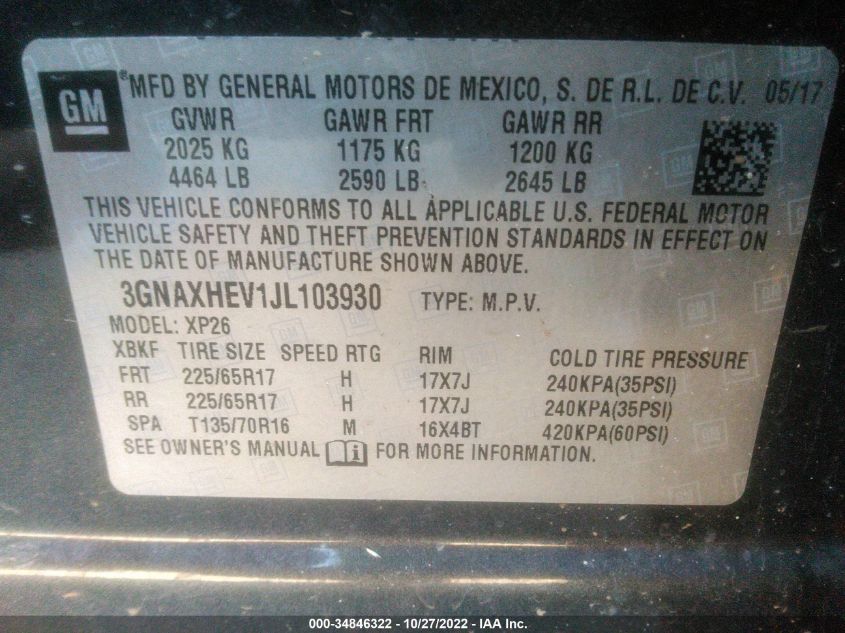 GM ® MFD BY GENERAL MOTORS DE MEXICO, S. DE R.L. DE C.V. 05/17
GVWR GAWR FRT GAWR RR
2025 KG 1175 KG 1200 KG
4464 LB 2590 LB 2645 LB
THIS VEHICLE CONFORMS TO ALL APPLICABLE U.S. FEDERAL MOTOR
VEHICLE SAFETY AND THEFT PREVENTION STANDARDS IN EFFECT ON
THE DATE OF MANUFACTURE SHOWN ABOVE.
3GNAXHEV1JL103930 TYPE: M.P.V.
MODEL: XP26
XBKF TIRE SIZE SPEED RTG RIM COLD TIRE PRESSURE
FRT 225/65R17 H 17X7J 240KPA(35PSI)
RR 225/65R17 H 17X7J 240KPA(35PSI)
SPA T135/70R16 M 16X4BT 420KPA(60PSI)
SEE OWNER'S MANUAL i FOR MORE INFORMATION.
000-34846322 - 10/27/2022 - IAA Inc.